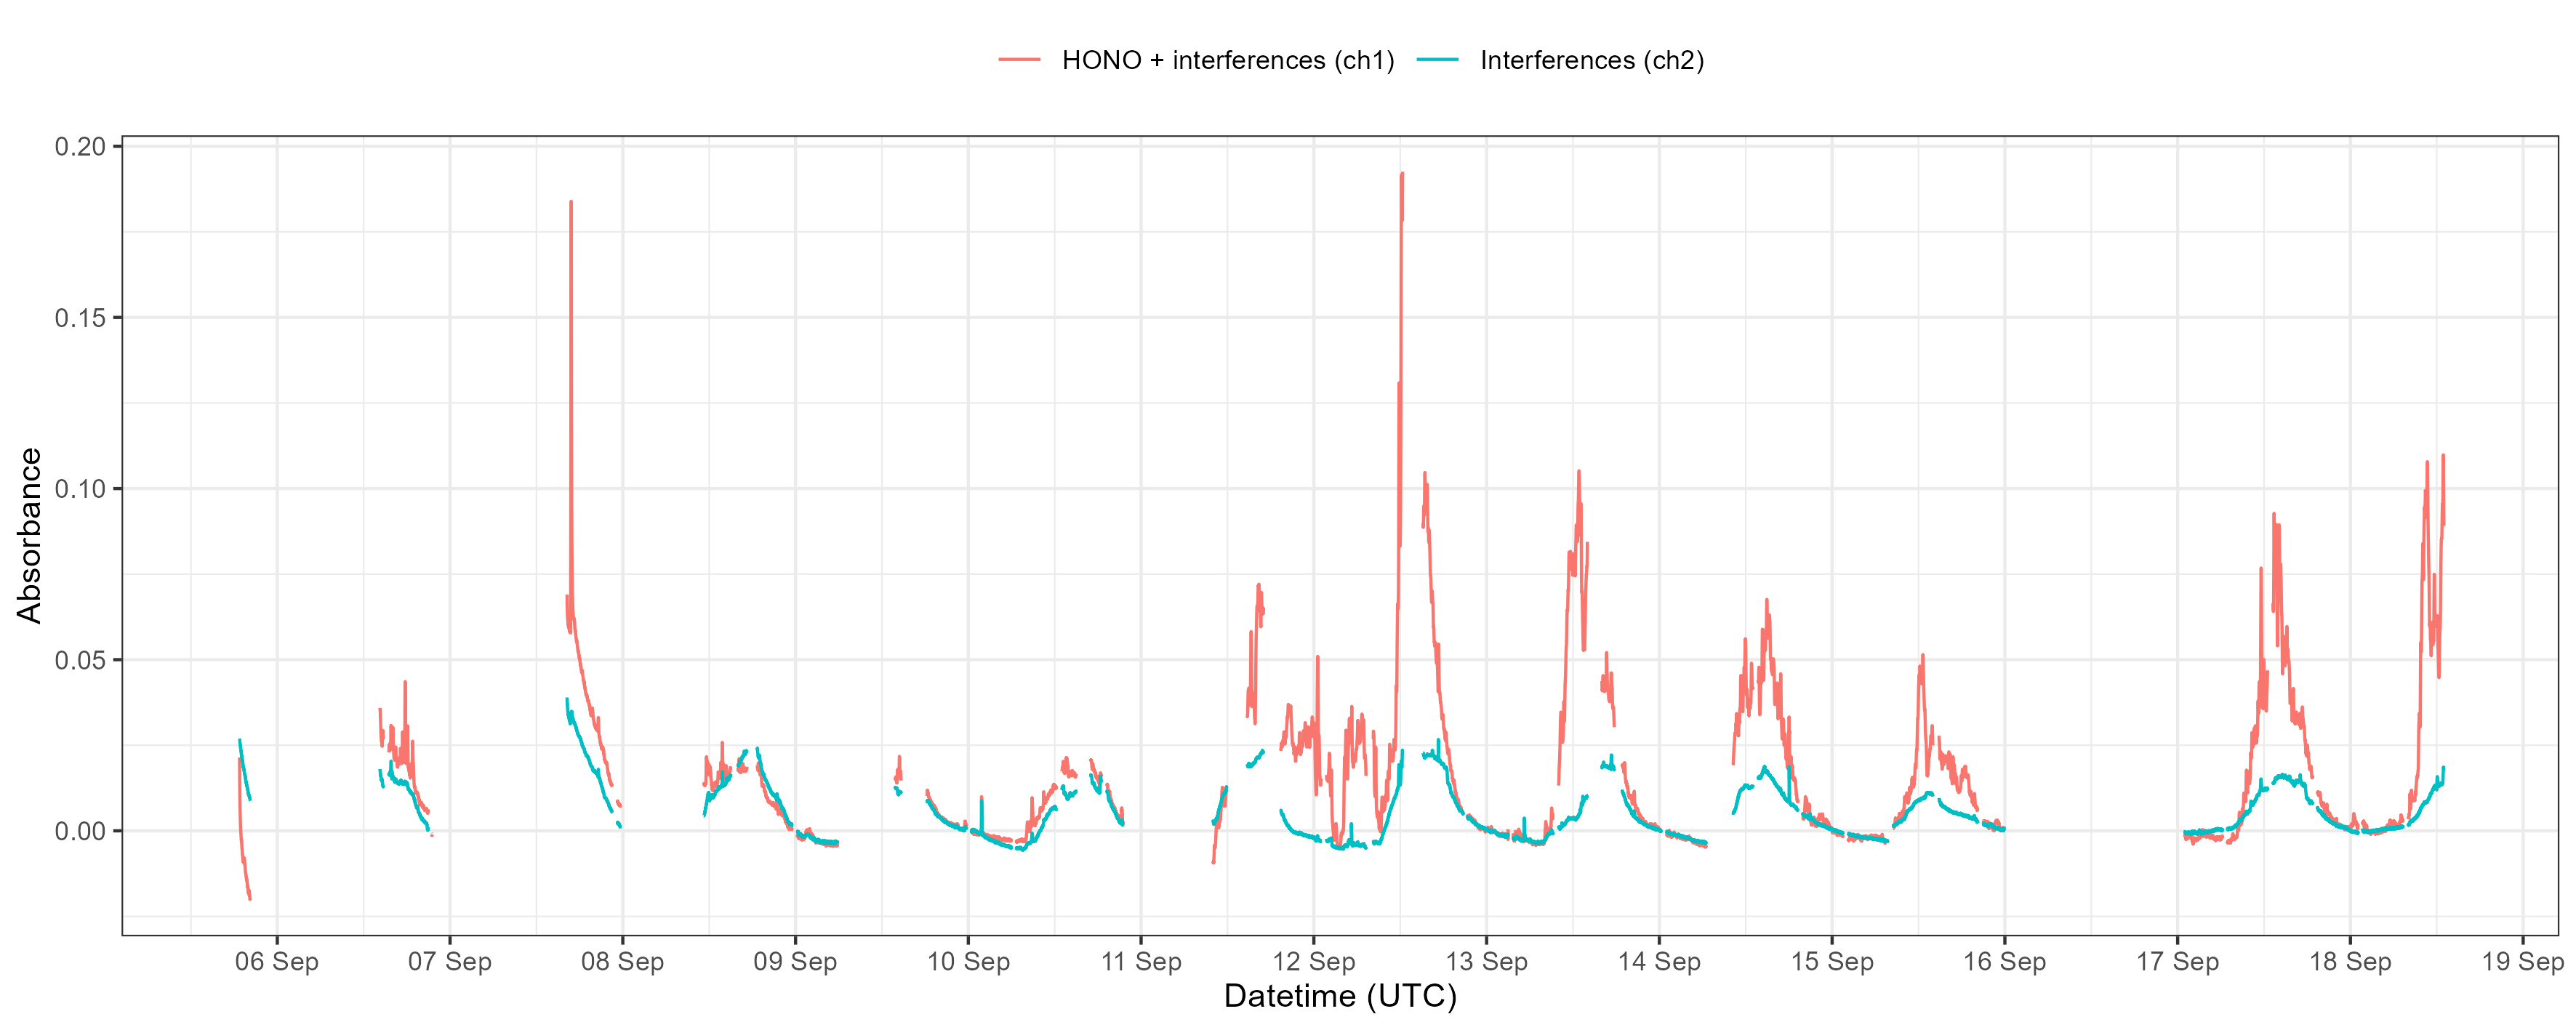 HONO + interferences (ch1) Interferences (ch2)
0.20
0.15
0.10
0.05
0.00
Absorbance
06 Sep 07 Sep 08 Sep 09 Sep 10 Sep 11 Sep 12 Sep 13 Sep 14 Sep 15 Sep 16 Sep 17 Sep 18 Sep 19 Sep
Datetime (UTC)